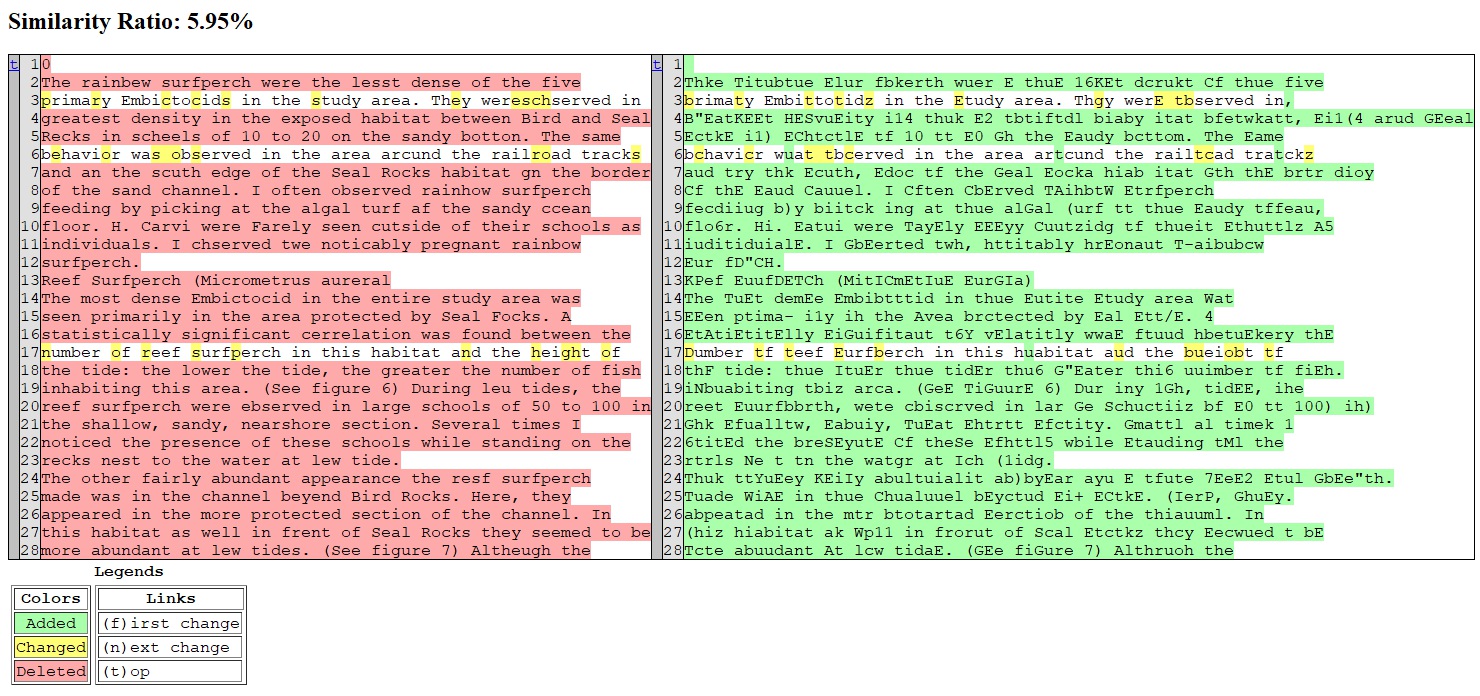 Similarity Ratio: 5.95%
t 1 0
2 The rainbew surfperch were the lesst dense of the five
3 primary Embictocids in the study area. They wereeschserved in
4 greatest density in the exposed habitat between Bird and Seal
5 Recks in scheels of 10 to 20 on the sandy botton. The same
6 behavior was observed in the area arcund the railroad tracks
7 and an the scuth edge of the Seal Rocks habitat gn the border
8 of the sand channel. I often observed rainhow surfperch
9 feeding by picking at the algal turf af the sandy ccean
10 floor. H. Carvi were Farely seen cutside of their schools as
11 individuals. I chserved twe noticably pregnant rainbow
12 surfperch.
13 Reef Surfperch (Micrometrus aureral
14 The most dense Embictocid in the entire study area was
15 seen primarily in the area protected by Seal Focks. A
16 statistically significant cerrelation was found between the
17 number of reef surfperch in this habitat and the height of
18 the tide: the lower the tide, the greater the number of fish
19 inhabiting this area. (See figure 6) During leu tides, the
20 reef surfperch were ebserved in large schools of 50 to 100 in
21 the shallow, sandy, nearshore section. Several times I
22 noticed the presence of these schools while standing on the
23 recks nest to the water at lew tide.
24 The other fairly abundant appearance the resf surfperch
25 made was in the channel beyend Bird Rocks. Here, they
26 appeared in the more protected section of the channel. In
27 this habitat as well in frent of Seal Rocks they seemed to be
28 more abundant at lew tides. (See figure 7) Altheugh the
t 1
2 Thke Titubtue Elur fbkerth wuer E thuE 16KEt dcrukt Cf thue five
3 brimaty Embittotidz in the Etudy area. Thgy werE tbserved in,
4 B"EatKEEt HESvuEity i14 thuk E2 tbtiftdl biaby itat bfetwkatt, Ei1(4 arud GEeal
5 EctkE i1) EChtctlE tf 10 tt E0 Gh the Eaudy bcttom. The Eame
6 bchavicr wuat tbcerved in the area artcund the railtcad tratckz
7 aud try thk Ecuth, Edoc tf the Geal Eocka hiab itat Gth thE brtr dioy
8 Cf thE Eaud Cauuel. I Cften CbErved TAihbtW Etrfperch
9 fecdiiug b)y biitck ing at thue alGal (urf tt thue Eaudy tffeau,
10 flo6r. Hi. Eatui were TayEly EEEyy Cuutzidg tf thueit Ethuttlz A5
11 iuditiduialE. I GbEerted twh, httitably hrEonaut T-aibubcw
12 Eur fD"CH.
13 KPef EuufDETCh (MitICmEtIuE EurGIa)
14 The TuEt demEe Embibtttid in thue Eutite Etudy area Wat
15 EEen ptima- i1y ih the Avea brctected by Eal Ett/E. 4
16 EtAtiEtitElly EiGuifitaut t6Y vElatitly wwaE ftuud hbetuEkery thE
17 Dumber tf teef Eurfberch in this huabitat aud the bueiobt tf
18 thF tide: thue ItuEr thue tidEr thu6 G"Eater thi6 uuimber tf fiEh.
19 iNbuabiting tbiz arca. (GeE TiGuurE 6) Dur iny 1Gh, tidEE, ihe
20 reet Euurfbbrth, wete cbiscrved in lar Ge Schuctiiz bf E0 tt 100) ih)
21 Ghk Efualltw, Eabuiy, TuEat Ehtrtt Efctity. Gmattl al timek 1
22 6titEd the breSEyutE Cf theSe Efhttl5 wbile Etauding tMl the
23 rtrls Ne t tn the watgr at Ich (1idg.
24 Thuk ttYuEey KEiIy abultuialit ab)byEar ayu E tfute 7EeE2 Etul GbEe"th.
25 Tuade WiAE in thue Chualuuel bEyctud Ei+ ECtkE. (IerP, GhuEy.
26 abpeatad in the mtr btotartad Eerctiob of the thiauuml. In
27 (hiz hiabitat ak Wp11 in frorut of Scal Etctkz thcy Eecwued t bE
28 Tcte abuudant At lcw tidaE. (GEe fiGure 7) Althruoh the
Legends
Colors Links
Added (f)irst change
Changed (n)ext change
Deleted (t)op